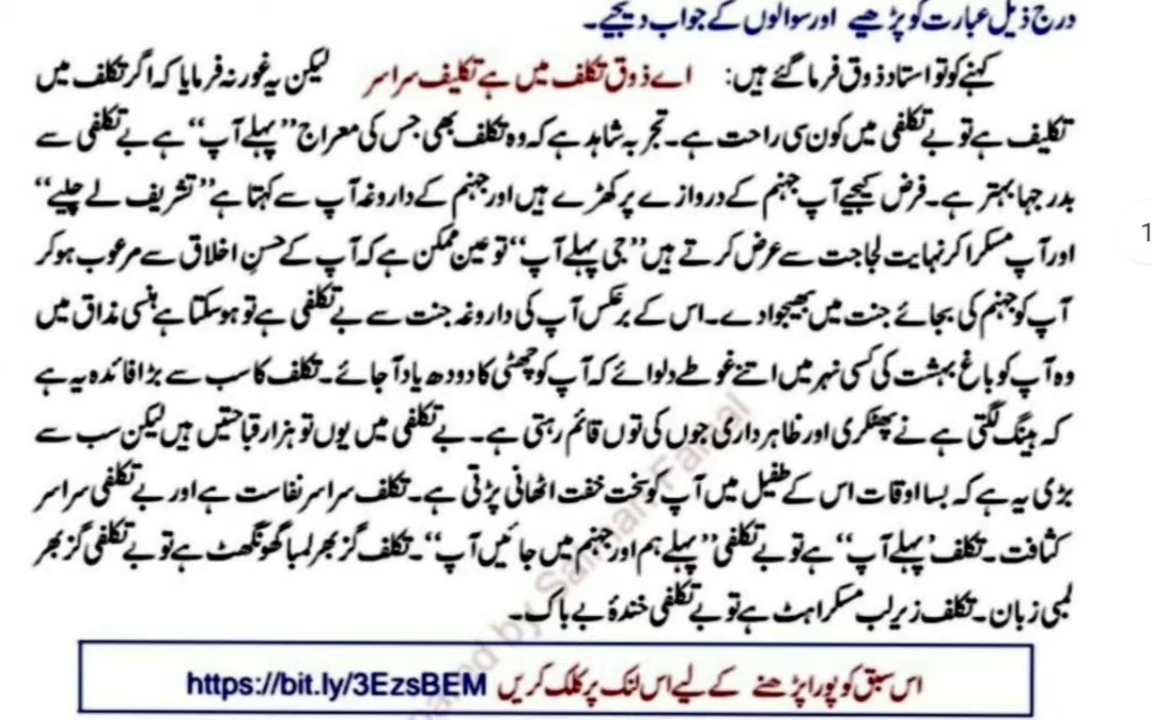 درج ذیل عبارت کو پڑھیے اور سوالوں کے جواب دیجیے۔
کہنے کو تو استاد ذوق فرما گئے ہیں: اے ذوق تکلف میں ہے تکلیف سراسر لیکن یہ غور نہ فرمایا کہ اگر تکلف میں
تکلیف ہے تو بے تکلفی میں کون سی راحت ہے۔ تجربہ شاہد ہے کہ وہ تکلف بھی جس کی معراج ”پہلے آپ“ ہے بے تکلفی سے
بدرجہا بہتر ہے۔ فرض کیجیے آپ جہنم کے دروازے پر کھڑے ہیں اور جہنم کے داروغہ آپ سے کہتا ہے ”تشریف لے چلیے“
اور آپ مسکرا کر نہایت لجاجت سے عرض کرتے ہیں ”جی پہلے آپ“ تو عین ممکن ہے کہ آپ کے حسنِ اخلاق سے مرعوب ہو کر
آپ کو جہنم کی بجائے جنت میں بھیجوا دے۔ اس کے برعکس آپ کی داروغہ جنت سے بے تکلفی ہے تو ہو سکتا ہے ہنسی مذاق میں
وہ آپ کو باغ بہشت کی کسی نہر میں اتنے غوطے دلوائے کہ آپ کو چھٹی کا دودھ یاد آ جائے۔ تکلف کا سب سے بڑا فائدہ یہ ہے
کہ ہینگ لگتی ہے نے پھٹکری اور ظاہر داری جوں کی توں قائم رہتی ہے۔ بے تکلفی میں یوں تو ہزار قباحتیں ہیں لیکن سب سے
بڑی یہ ہے کہ بسا اوقات اس کے طفیل میں آپ کو سخت خفت اٹھانی پڑتی ہے۔ تکلف سراسر نفاست ہے اور بے تکلفی سراسر
کثافت۔ تکلف ’پہلے آپ“ ہے تو بے تکلفی ”پہلے ہم اور جہنم میں جائیں آپ“۔ تکلف گز بھر لمبا گھونگھٹ ہے تو بے تکلفی گز بھر
لمبی زبان۔ تکلف زیر لب مسکراہٹ ہے تو بے تکلفی خندۂ بے باک۔
اس سبق کو پورا پڑھنے کے لیے اس لنک پر کلک کریں https://bit.ly/3EzsBEM
1